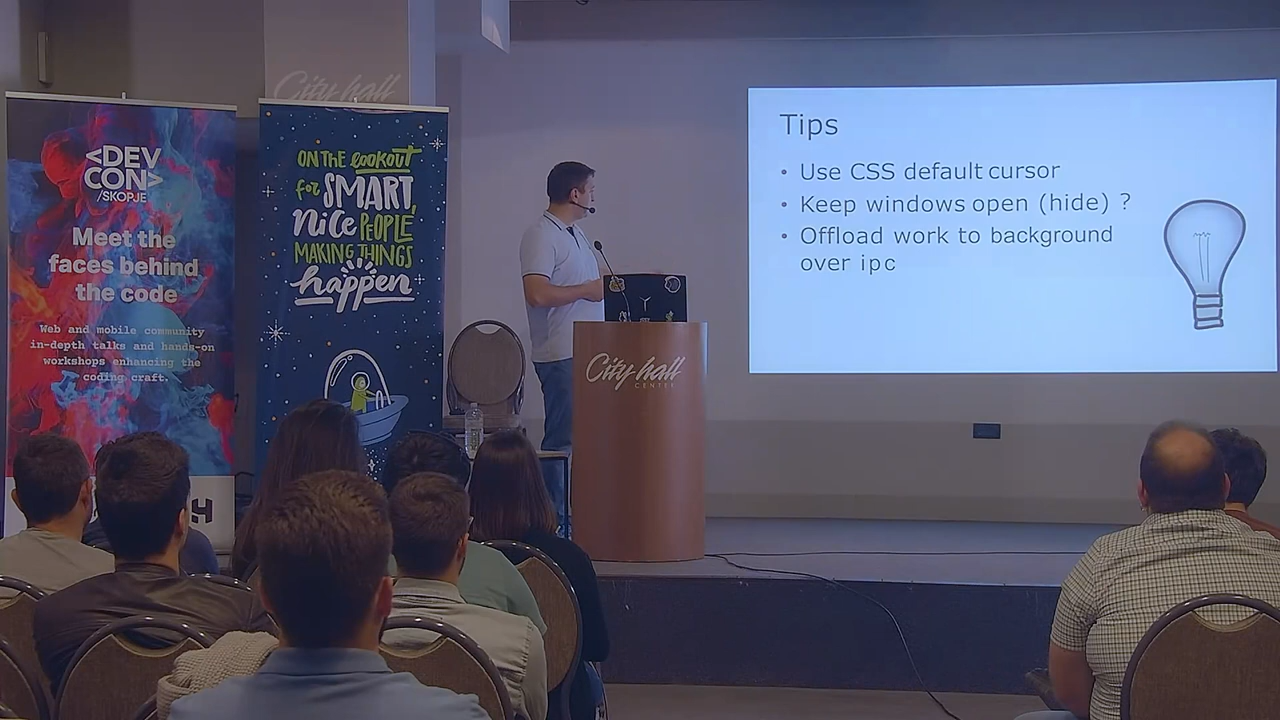 City hall
<DEV
CON>
/SKOPJE
Meet the
faces behind
the code
Web and mobile community
in-depth talks and hands-on
workshops enhancing the
coding craft.
ON THE lookout
for SMART,
nice PEOPLE
MAKING THINGS
happen
City hall
CENTER
Tips
• Use CSS default cursor
• Keep windows open (hide) ?
• Offload work to background
over ipc